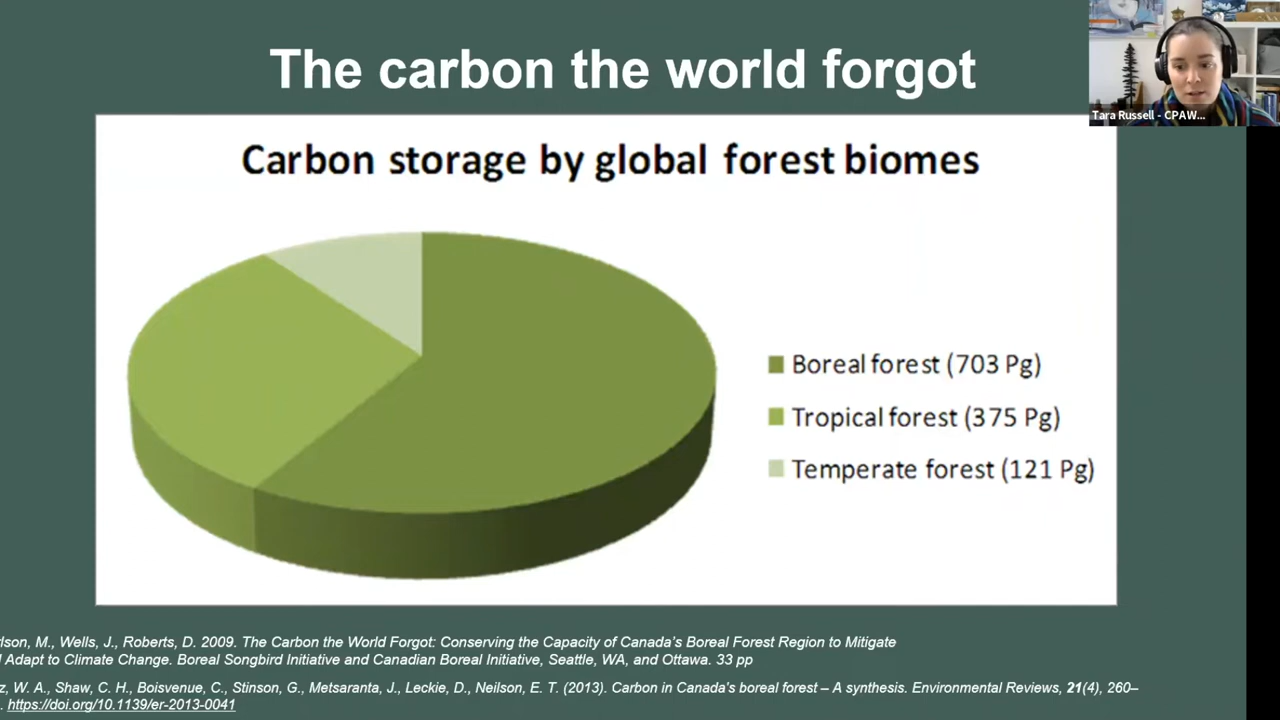 The carbon the world forgot
Tara Russell - CPAW...
Carbon storage by global forest biomes
Boreal forest (703 Pg)
Tropical forest (375 Pg)
Temperate forest (121 Pg)
rlson, M., Wells, J., Roberts, D. 2009. The Carbon the World Forgot: Conserving the Capacity of Canada's Boreal Forest Region to Mitigate
l Adapt to Climate Change. Boreal Songbird Initiative and Canadian Boreal Initiative, Seattle, WA, and Ottawa. 33 pp
z, W. A., Shaw, C. H., Boisvenue, C., Stinson, G., Metsaranta, J., Leckie, D., Neilson, E. T. (2013). Carbon in Canada's boreal forest – A synthesis. Environmental Reviews, 21(4), 260–
. https://doi.org/10.1139/er-2013-0041